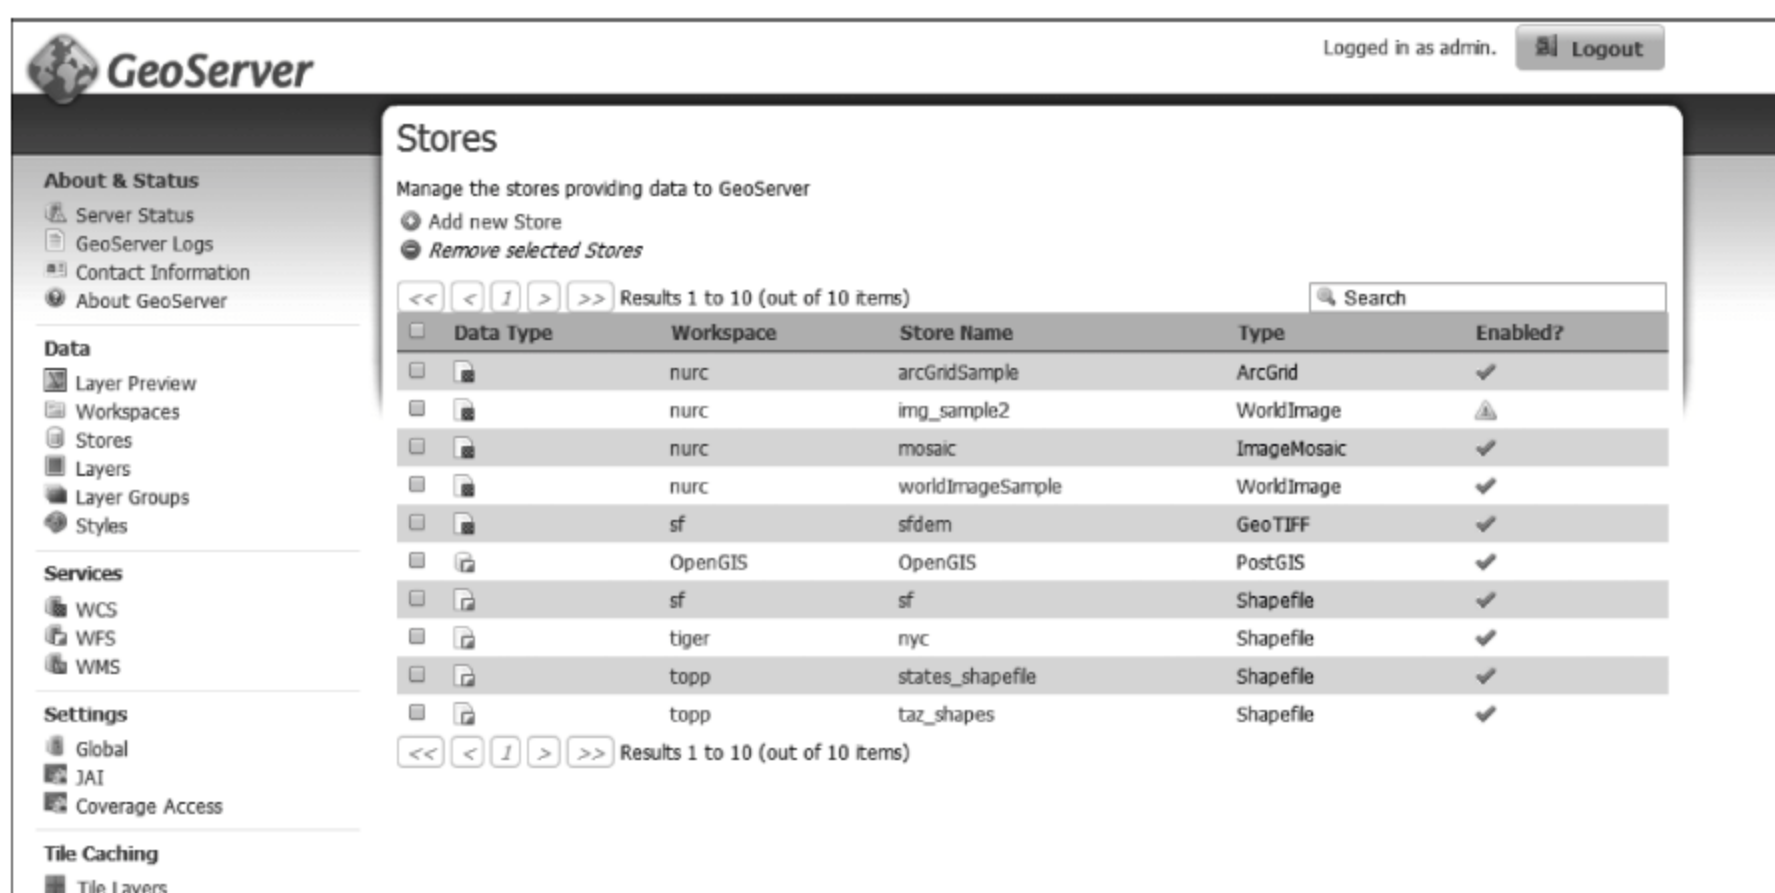 GeoServer
Logged in as admin.
Logout
About & Status
Server Status
GeoServer Logs
Contact Information
About GeoServer
Data
Layer Preview
Workspaces
Stores
Layers
Layer Groups
Styles
Services
WCS
WFS
WMS
Settings
Global
JAI
Coverage Access
Tile Caching
Tile Layers
Stores
Manage the stores providing data to GeoServer
Add new Store
Remove selected Stores
<< < 1 > >> Results 1 to 10 (out of 10 items) Search
Data Type Workspace Store Name Type Enabled?
nurc arcGridSample ArcGrid
nurc img_sample2 WorldImage
nurc mosaic ImageMosaic
nurc worldImageSample WorldImage
sf sfdem GeoTIFF
OpenGIS OpenGIS PostGIS
sf sf Shapefile
tiger nyc Shapefile
topp states_shapefile Shapefile
topp taz_shapes Shapefile
<< < 1 > >> Results 1 to 10 (out of 10 items)